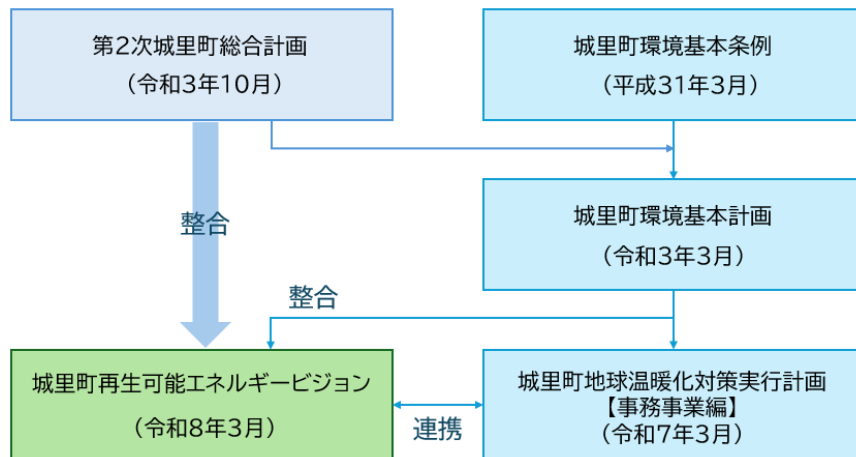 第2次城里町総合計画
（令和3年10月）
城里町環境基本条例
（平成31年3月）
城里町環境基本計画
（令和3年3月）
整合
整合
城里町再生可能エネルギービジョン
（令和8年3月）
連携
城里町地球温暖化対策実行計画
【事務事業編】
（令和7年3月）